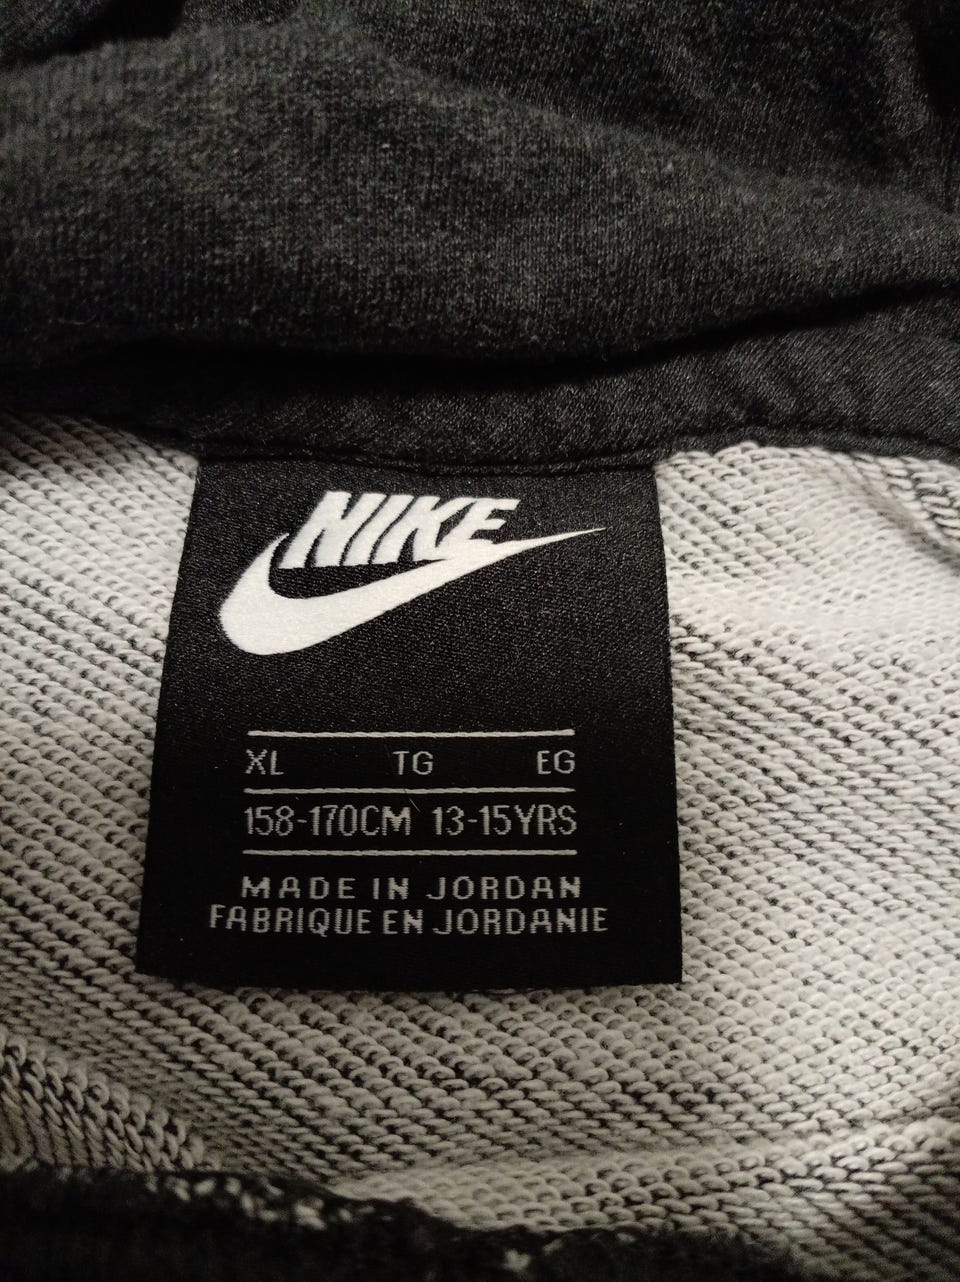 NIKE
XL TG EG
158-170CM 13-15YRS
MADE IN JORDAN
FABRIQUE EN JORDANIE